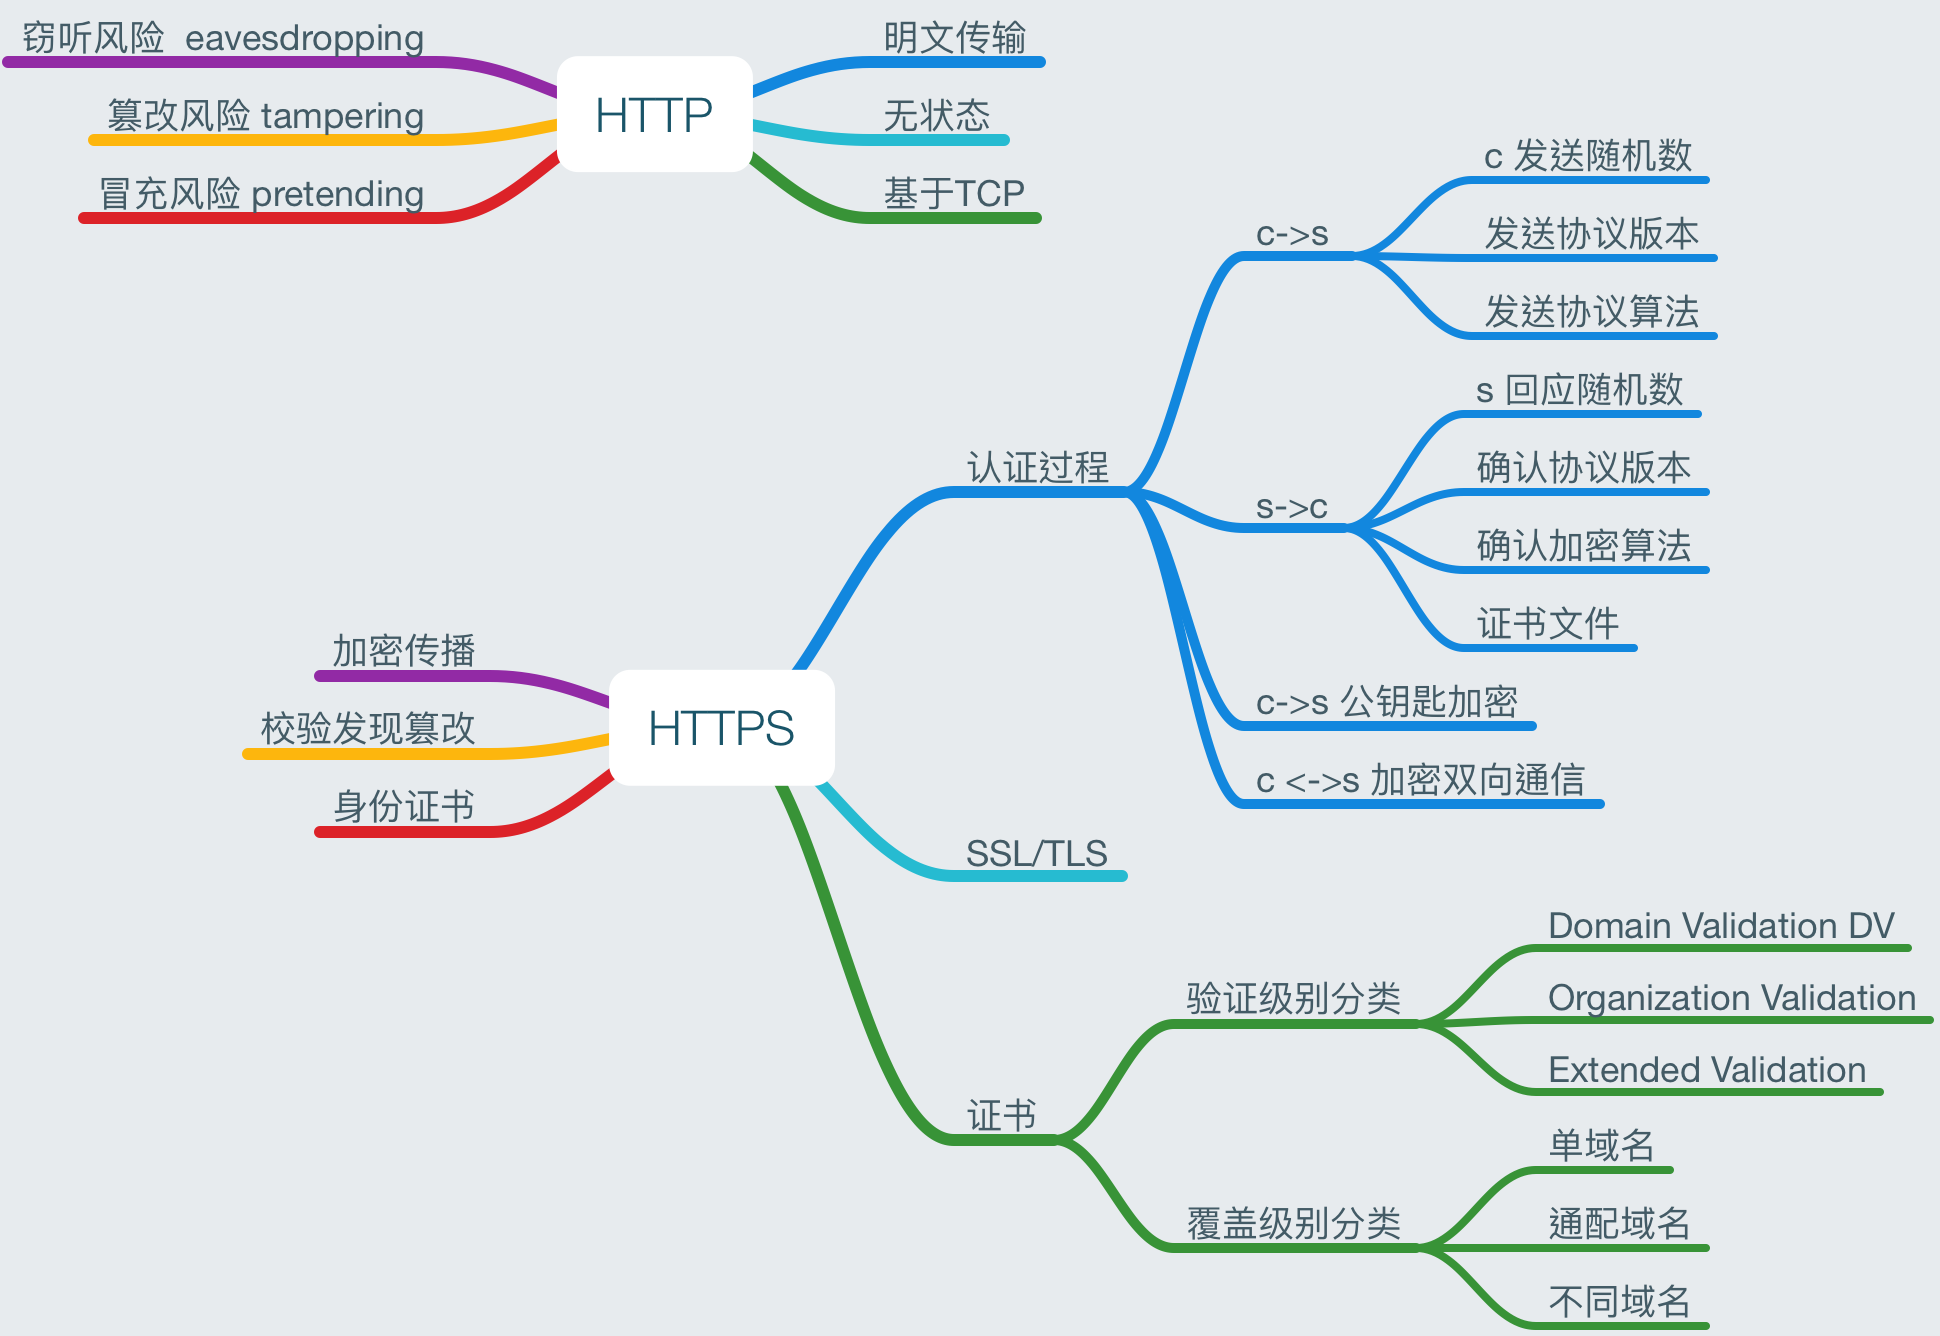 窃听风险  eavesdropping
篡改风险 tampering
冒充风险 pretending
HTTP
明文传输
无状态
基于TCP
加密传播
校验发现篡改
身份证书
HTTPS
认证过程
c->s
c 发送随机数
发送协议版本
发送协议算法
s->c
s 回应随机数
确认协议版本
确认加密算法
证书文件
c->s 公钥匙加密
c <->s 加密双向通信
SSL/TLS
证书
验证级别分类
Domain Validation DV
Organization Validation
Extended Validation
覆盖级别分类
单域名
通配域名
不同域名